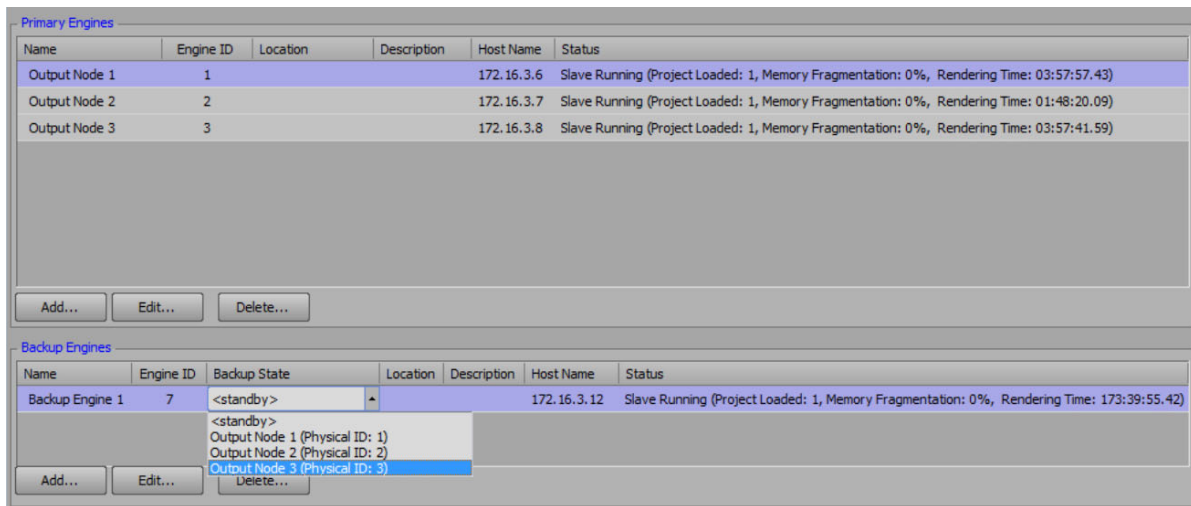 Primary Engines
Name Engine ID Location Description Host Name Status
Output Node 1 1 172.16.3.6 Slave Running (Project Loaded: 1, Memory Fragmentation: 0%, Rendering Time: 03:57:57.43)
Output Node 2 2 172.16.3.7 Slave Running (Project Loaded: 1, Memory Fragmentation: 0%, Rendering Time: 01:48:20.09)
Output Node 3 3 172.16.3.8 Slave Running (Project Loaded: 1, Memory Fragmentation: 0%, Rendering Time: 03:57:41.59)
Add... Edit... Delete...
Backup Engines
Name Engine ID Backup State Location Description Host Name Status
Backup Engine 1 7 <standby> 172.16.3.12 Slave Running (Project Loaded: 1, Memory Fragmentation: 0%, Rendering Time: 173:39:55.42)
<standby>
Output Node 1 (Physical ID: 1)
Output Node 2 (Physical ID: 2)
Output Node 3 (Physical ID: 3)
Add... Edit... Delete...